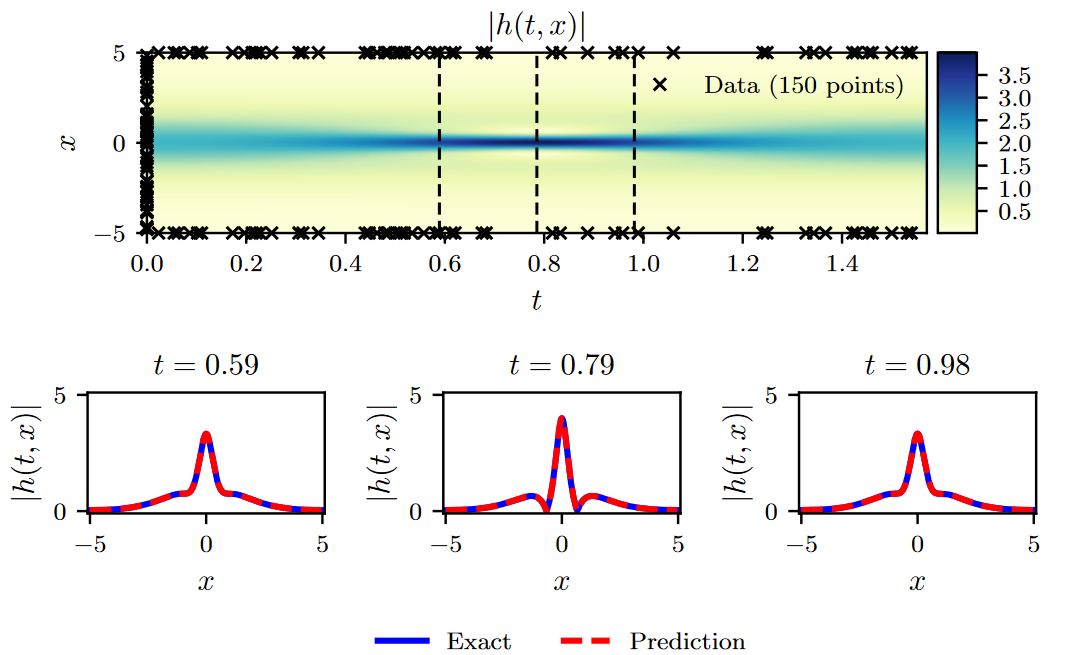 |h(t, x)|
5
0
−5
x
Data (150 points)
3.5
3.0
2.5
2.0
1.5
1.0
0.5
0.0 0.2 0.4 0.6 0.8 1.0 1.2 1.4
t
t = 0.59 t = 0.79 t = 0.98
5 5 5
|h(t, x)| |h(t, x)| |h(t, x)|
0 0 0
−5 0 5 −5 0 5 −5 0 5
x x x
Exact Prediction